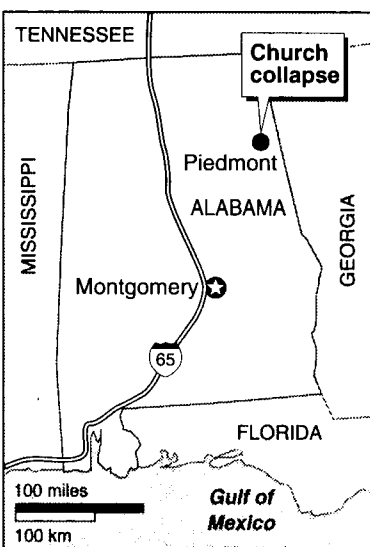 TENNESSEE
Church
collapse
Piedmont
ALABAMA
MISSISSIPPI
GEORGIA
Montgomery
65
FLORIDA
100 miles
100 km
Gulf of
Mexico